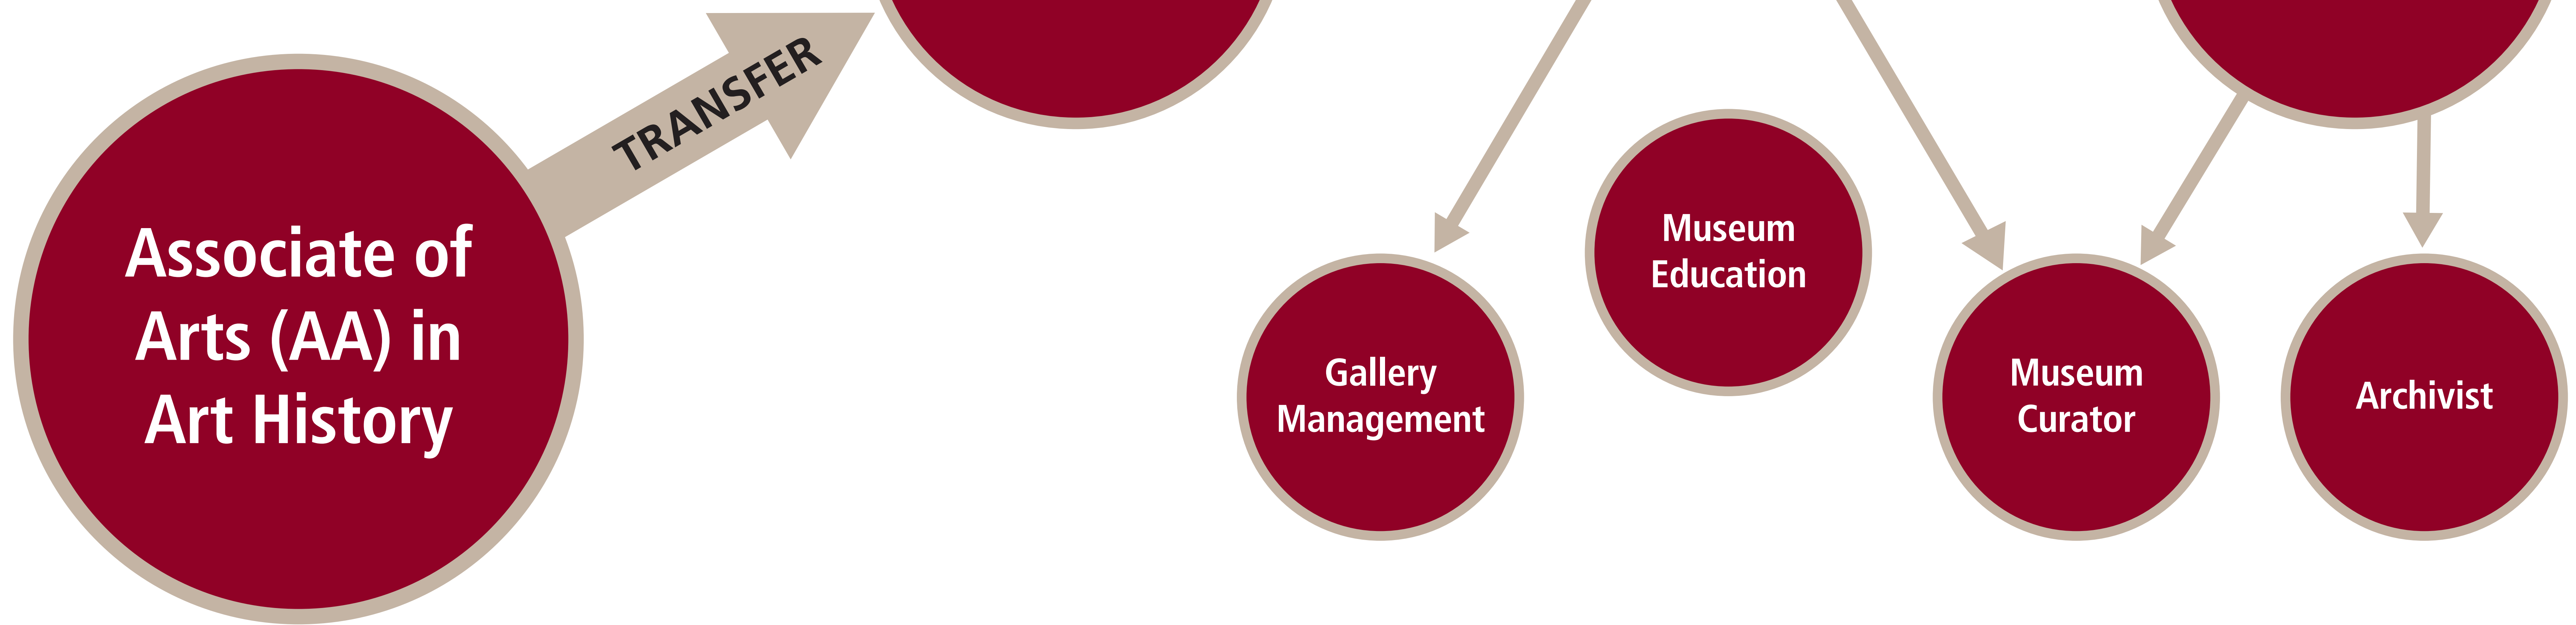 TRANSFER
Associate of
Arts (AA) in
Art History
Gallery
Management
Museum
Education
Museum
Curator
Archivist